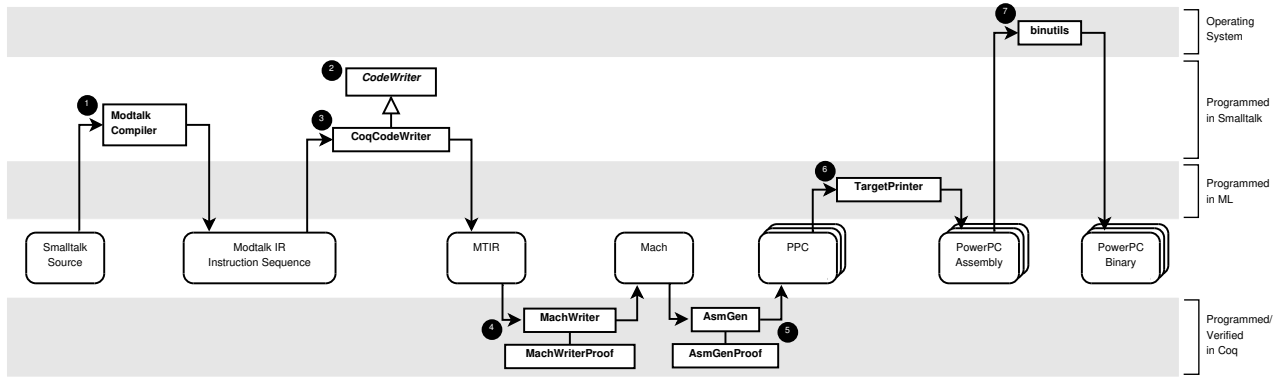 7
binutils
Operating
System
2
CodeWriter
1
Modtalk
Compiler
3
CoqCodeWriter
Programmed
in Smalltalk
6
TargetPrinter
Programmed
in ML
Smalltalk
Source
Modtalk IR
Instruction Sequence
MTIR
Mach
PPC
PowerPC
Assembly
PowerPC
Binary
4
MachWriter
MachWriterProof
AsmGen
5
AsmGenProof
Programmed/
Verified
in Coq